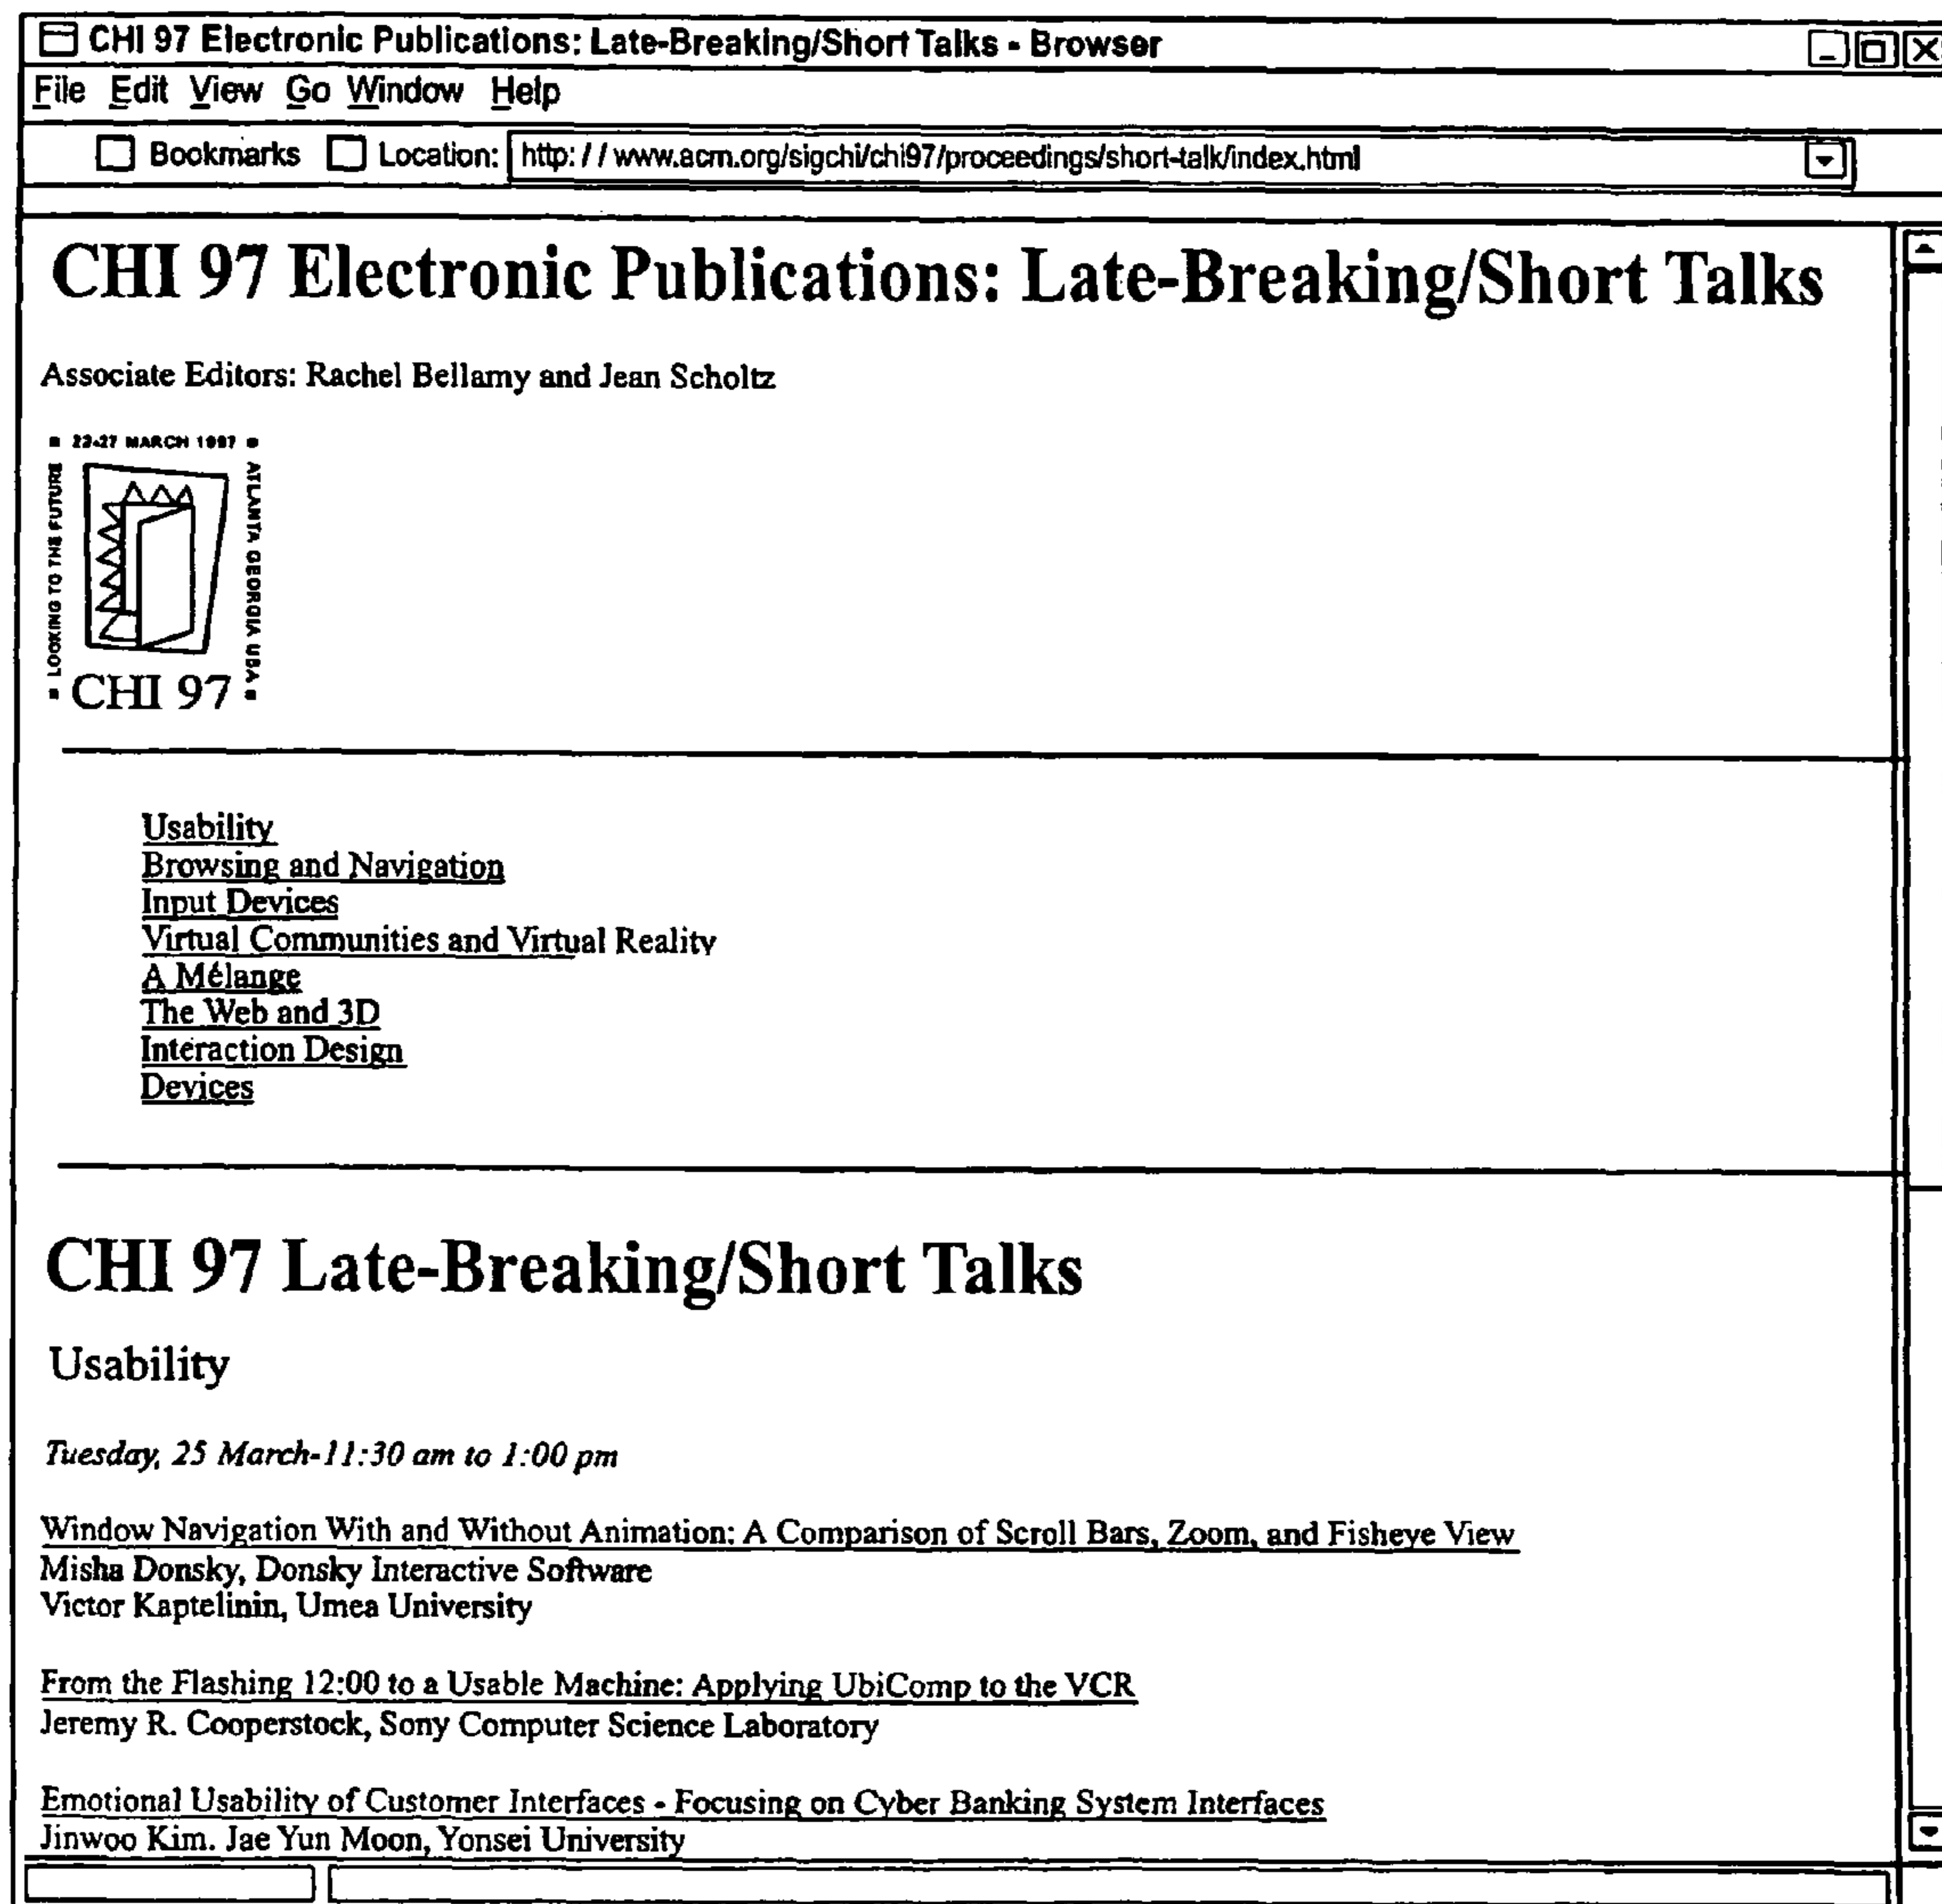 CHI 97 Electronic Publications: Late-Breaking/Short Talks - Browser
File Edit View Go Window Help
Bookmarks Location: http: / / www.acm.org/sigchi/chi97/proceedings/short-talk/index.html
CHI 97 Electronic Publications: Late-Breaking/Short Talks
Associate Editors: Rachel Bellamy and Jean Scholtz
22-27 MARCH 1997
LOOKING TO THE FUTURE
ATLANTA GEORGIA USA
CHI 97
Usability
Browsing and Navigation
Input Devices
Virtual Communities and Virtual Reality
A Mélange
The Web and 3D
Interaction Design
Devices
CHI 97 Late-Breaking/Short Talks
Usability
Tuesday, 25 March-11:30 am to 1:00 pm
Window Navigation With and Without Animation: A Comparison of Scroll Bars, Zoom, and Fisheye View
Misha Donsky, Donsky Interactive Software
Victor Kaptelinin, Umea University
From the Flashing 12:00 to a Usable Machine: Applying UbiComp to the VCR
Jeremy R. Cooperstock, Sony Computer Science Laboratory
Emotional Usability of Customer Interfaces - Focusing on Cyber Banking System Interfaces
Jinwoo Kim. Jae Yun Moon, Yonsei University